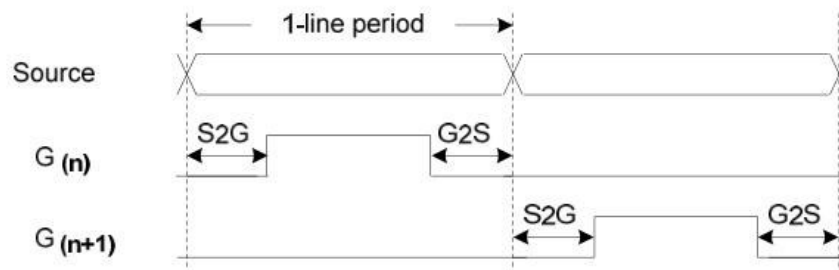 1-line period
Source
S2G G2S
G (n)
S2G G2S
G (n+1)